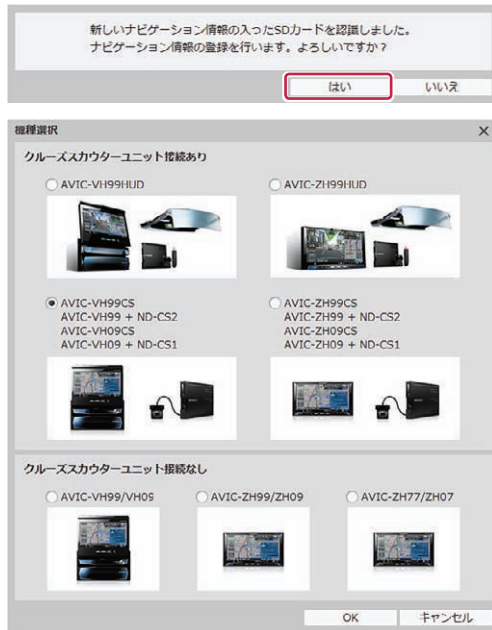 新しいナビゲーション情報の入ったSDカードを認識しました。
ナビゲーション情報の登録を行います。よろしいですか？
はい いいえ
機種選択 ×
クルーズスカウターユニット接続あり
AVIC-VH99HUD AVIC-ZH99HUD
AVIC-VH99CS AVIC-ZH99CS
AVIC-VH99 + ND-CS2 AVIC-ZH99 + ND-CS2
AVIC-VH09CS AVIC-ZH09CS
AVIC-VH09 + ND-CS1 AVIC-ZH09 + ND-CS1
クルーズスカウターユニット接続なし
AVIC-VH99/VH09 AVIC-ZH99/ZH09 AVIC-ZH77/ZH07
OK キャンセル